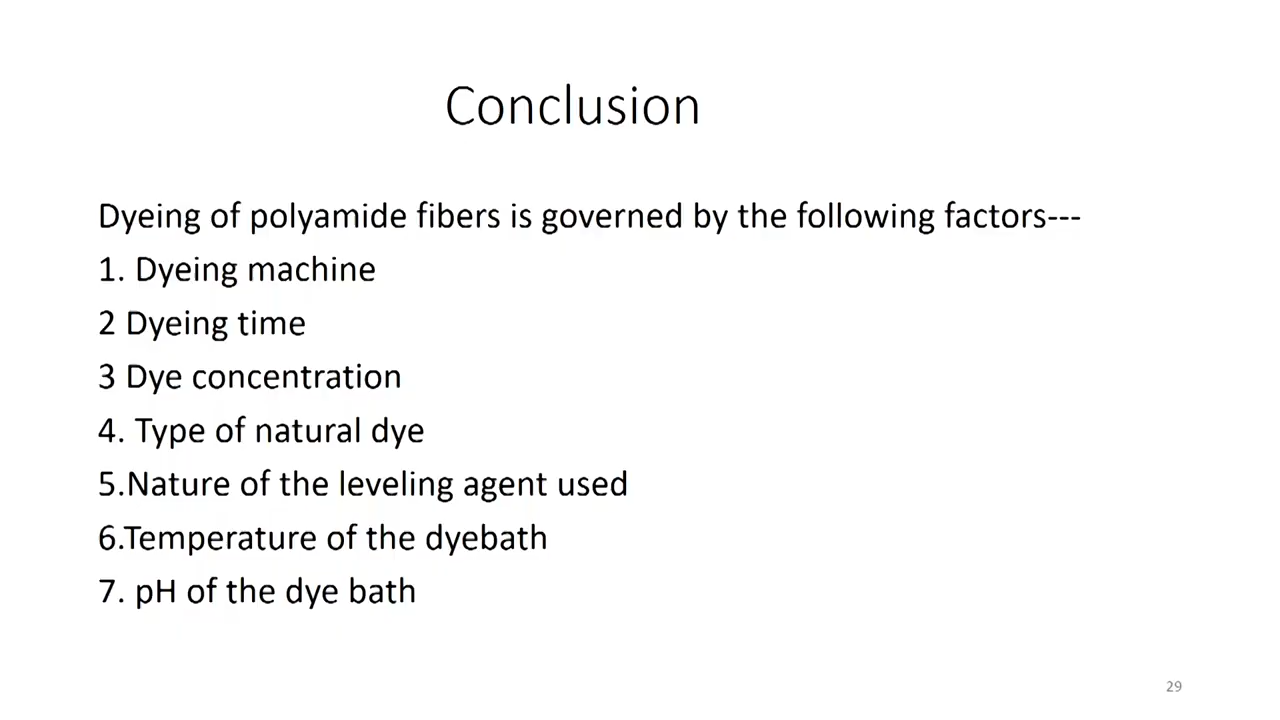 Conclusion
Dyeing of polyamide fibers is governed by the following factors---
1. Dyeing machine
2 Dyeing time
3 Dye concentration
4. Type of natural dye
5.Nature of the leveling agent used
6.Temperature of the dyebath
7. pH of the dye bath
29